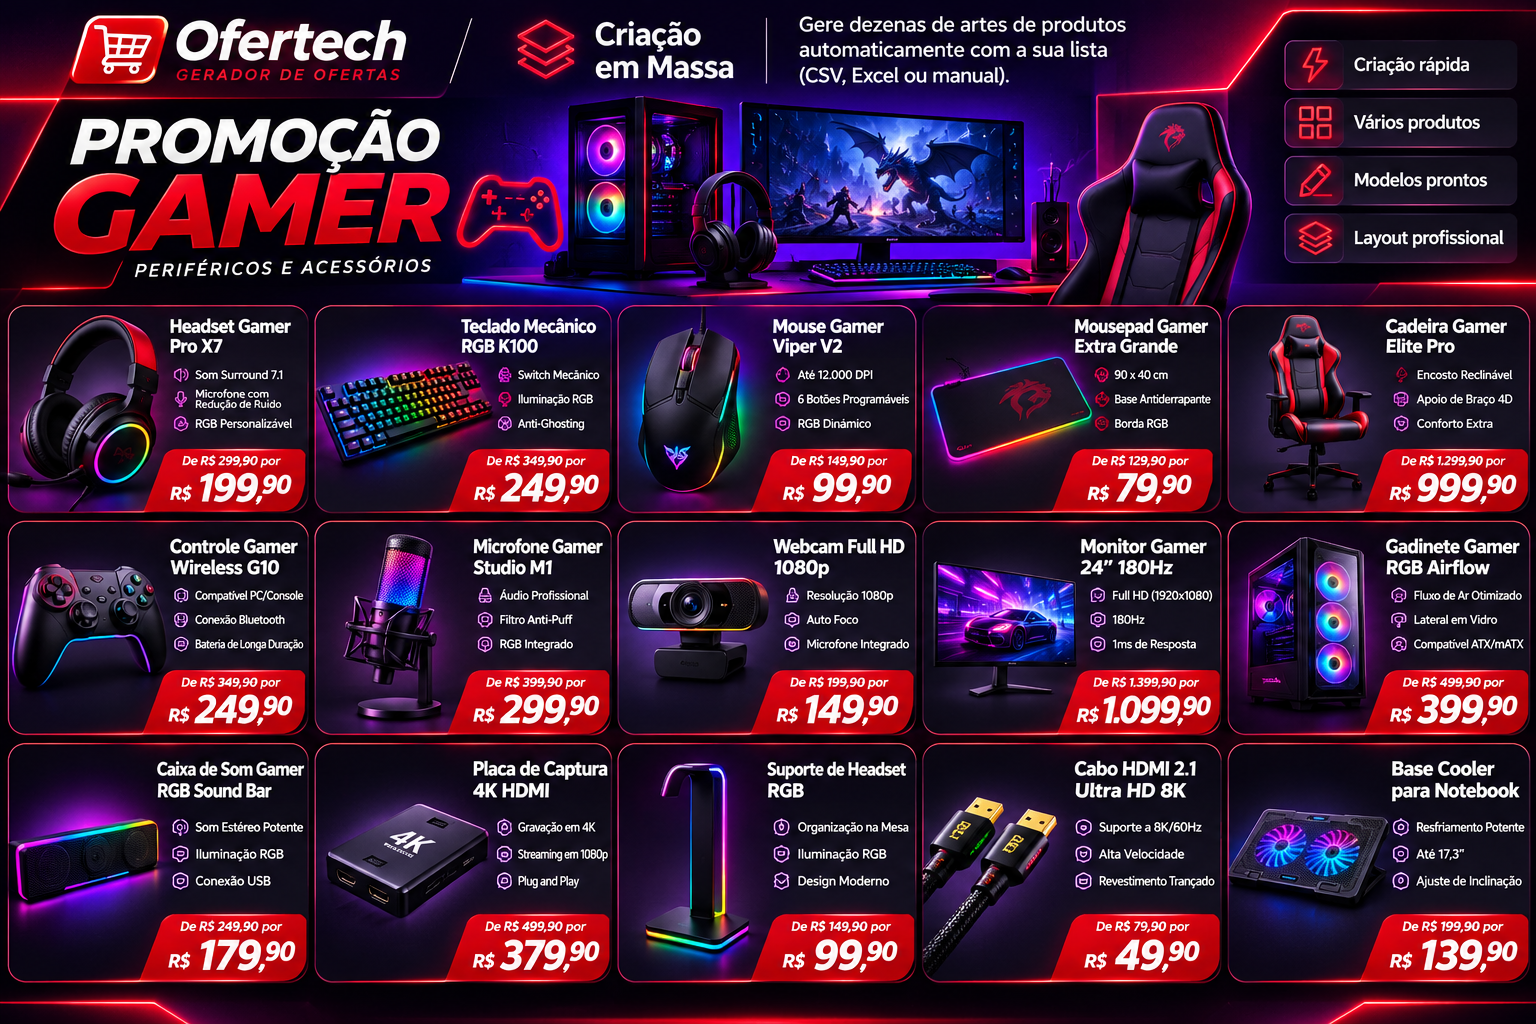 Ofertech
GERADOR DE OFERTAS
Criação
em Massa
Gere dezenas de artes de produtos
automaticamente com a sua lista
(CSV, Excel ou manual).
Criação rápida
Vários produtos
Modelos prontos
Layout profissional
PROMOÇÃO
GAMER
PERIFÉRICOS E ACESSÓRIOS
Headset Gamer
Pro X7
Som Surround 7.1
Microfone com
Redução de Ruido
RGB Personalizável
De R$ 299,90 por
R$ 199,90
Teclado Mecânico
RGB K100
Switch Mecânico
Iluminação RGB
Anti-Ghosting
De R$ 349,90 por
R$ 249,90
Mouse Gamer
Viper V2
Até 12.000 DPI
6 Botões Programáveis
RGB Dinámico
De R$ 149,90 por
R$ 99,90
Mousepad Gamer
Extra Grande
90 x 40 cm
Base Antiderrapante
Borda RGB
De R$ 129,90 por
R$ 79,90
Cadeira Gamer
Elite Pro
Encosto Reclinável
Apoio de Braço 4D
Conforto Extra
De R$ 1.299,90 por
R$ 999,90
Controle Gamer
Wireless G10
Compatível PC/Console
Conexão Bluetooth
Bateria de Longa Duração
De R$ 349,90 por
R$ 249,90
Microfone Gamer
Studio M1
Áudio Profissional
Filtro Anti-Puff
RGB Integrado
De R$ 399,90 por
R$ 299,90
Webcam Full HD
1080p
Resolução 1080p
Auto Foco
Microfone Integrado
De R$ 199,90 por
R$ 149,90
Monitor Gamer
24” 180Hz
Full HD (1920x1080)
180Hz
1ms de Resposta
De R$ 1.399,90 por
R$ 1.099,90
Gadinete Gamer
RGB Airflow
Fluxo de Ar Otimizado
Lateral em Vidro
Compatível ATX/mATX
De R$ 499,90 por
R$ 399,90
Caixa de Som Gamer
RGB Sound Bar
Som Estéreo Potente
Iluminação RGB
Conexão USB
De R$ 249,90 por
R$ 179,90
Placa de Captura
4K HDMI
4K
Gravação em 4K
Streaming em 1080p
Plug and Play
De R$ 499,90 por
R$ 379,90
Suporte de Headset
RGB
Organização na Mesa
Iluminação RGB
Design Moderno
De R$ 149,90 por
R$ 99,90
Cabo HDMI 2.1
Ultra HD 8K
Suporte a 8K/60Hz
Alta Velocidade
Revestimento Trançado
De R$ 79,90 por
R$ 49,90
Base Cooler
para Notebook
Resfriamento Potente
Até 17,3”
Ajuste de Inclinação
De R$ 199,90 por
R$ 139,90